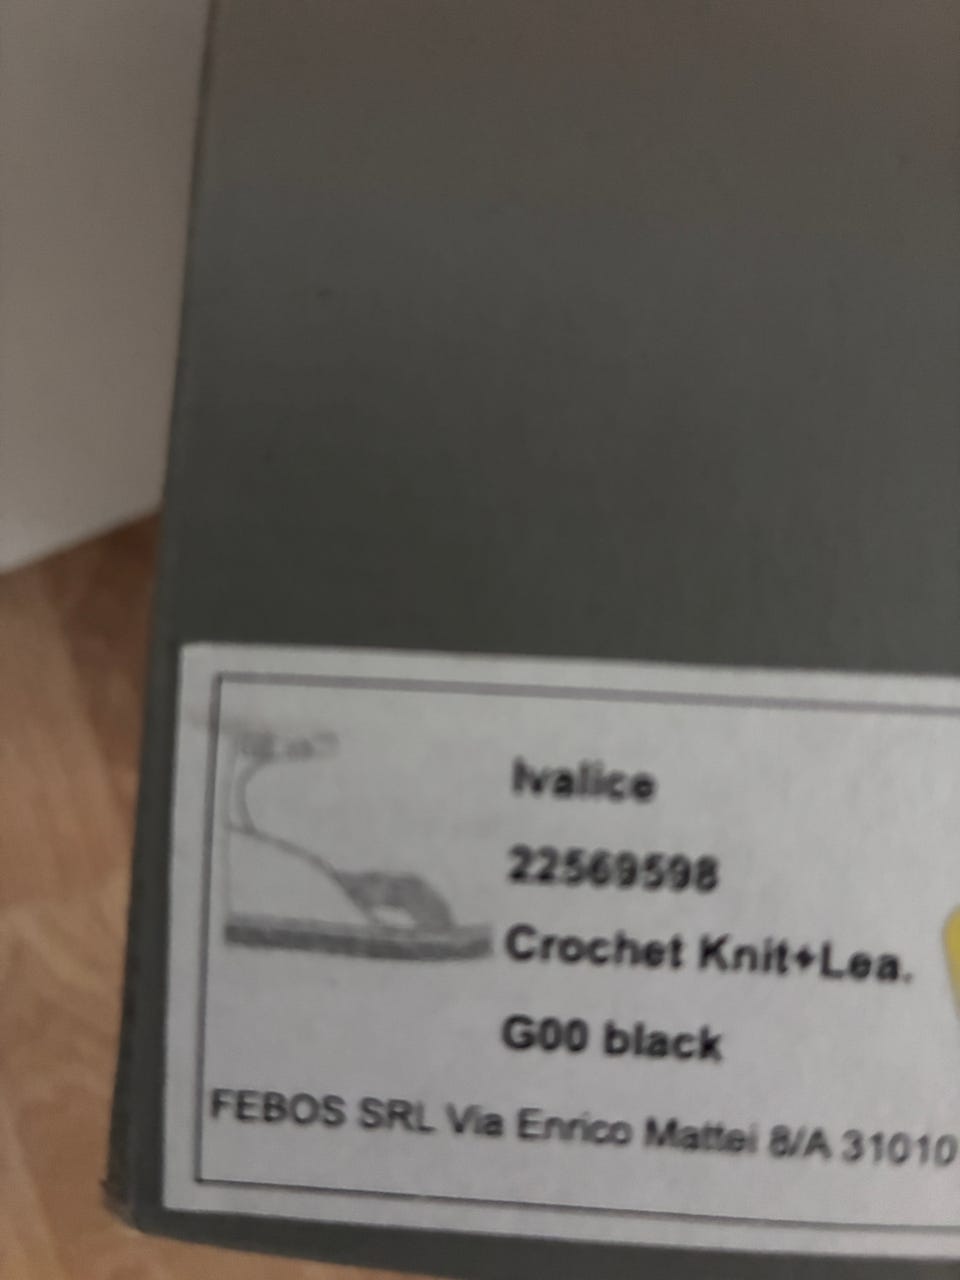 Ivalice
22569598
Crochet Knit+Lea.
G00 black
FEBOS SRL Via Enrico Mattei 8/A 31010